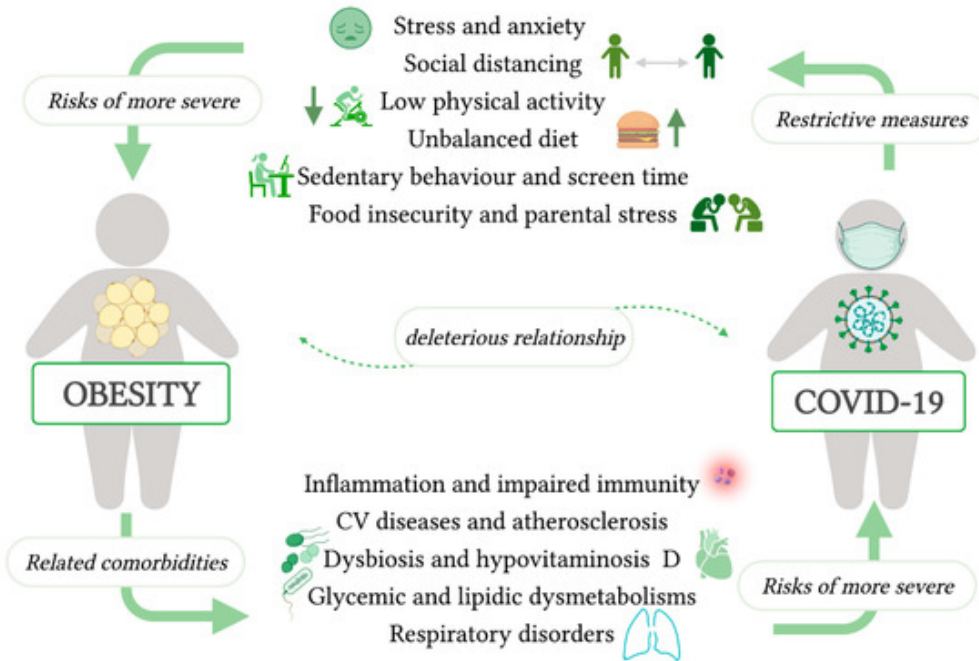 Stress and anxiety
Social distancing
Risks of more severe
Low physical activity
Restrictive measures
Unbalanced diet
Sedentary behaviour and screen time
Food insecurity and parental stress
deleterious relationship
OBESITY
COVID-19
Inflammation and impaired immunity
CV diseases and atherosclerosis
Related comorbidities
Dysbiosis and hypovitaminosis D
Risks of more severe
Glycemic and lipidic dysmetabolisms
Respiratory disorders